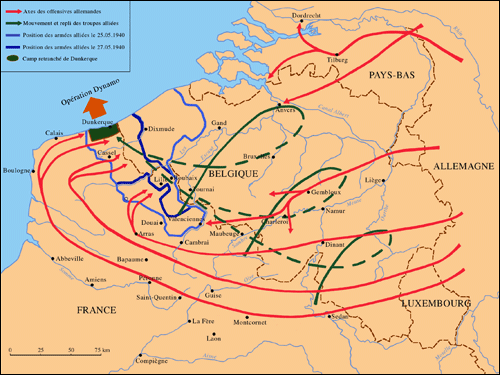 Axes des offensives allemandes
Mouvement et repli des troupes alliées
Position des armées alliées le 25.05.1940
Position des armées alliées le 27.05.1940
Camp retranché de Dunkerque
Dordrecht
Tilburg
PAYS-BAS
Opération Dynamo
Dunkerque
Calais
Dixmude
Gand
Anvers
Canal Albert
Cassel
Boulogne
Lille
Roubaix
Tournai
BELGIQUE
Bruxelles
ALLEMAGNE
Liège
Gembloux
Namur
Charleroi
Douai
Valenciennes
Arras
Maubeuge
Cambrai
Dinant
Abbeville
Bapaume
Amiens
Péronne
Saint-Quentin
Guise
LUXEMBOURG
FRANCE
La Fère
Montcornet
Sedan
Laon
Compiègne
Aisne
0 25 50 75 km